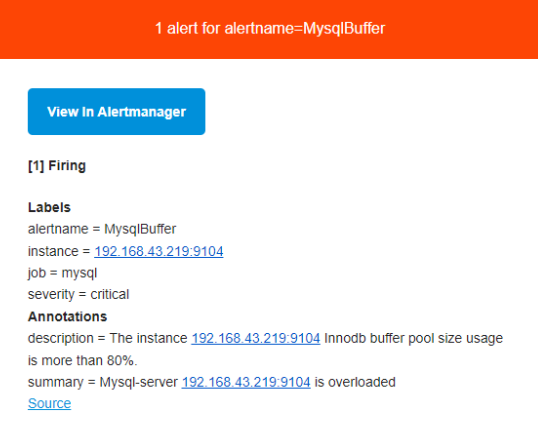 1 alert for alertname=MysqlBuffer
View In Alertmanager
[1] Firing
Labels
alertname = MysqlBuffer
instance = 192.168.43.219:9104
job = mysql
severity = critical
Annotations
description = The instance 192.168.43.219:9104 Innodb buffer pool size usage
is more than 80%.
summary = Mysql-server 192.168.43.219:9104 is overloaded
Source